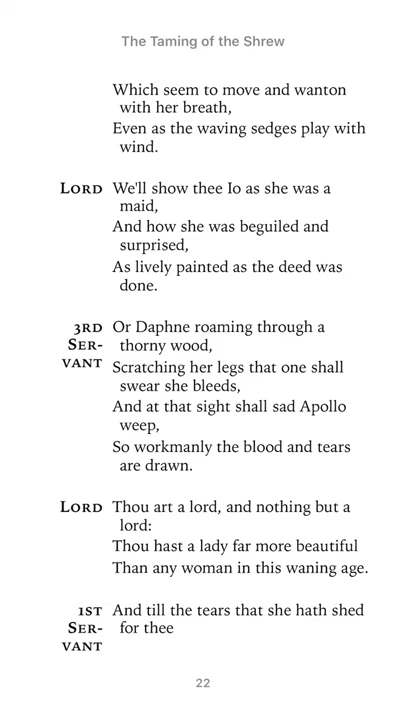 The Taming of the Shrew
Which seem to move and wanton
with her breath,
Even as the waving sedges play with
wind.
LORD We'll show thee Io as she was a
maid,
And how she was beguiled and
surprised,
As lively painted as the deed was
done.
3RD Or Daphne roaming through a
SER- thorny wood,
VANT Scratching her legs that one shall
swear she bleeds,
And at that sight shall sad Apollo
weep,
So workmanly the blood and tears
are drawn.
LORD Thou art a lord, and nothing but a
lord:
Thou hast a lady far more beautiful
Than any woman in this waning age.
1ST And till the tears that she hath shed
SER- for thee
VANT
22